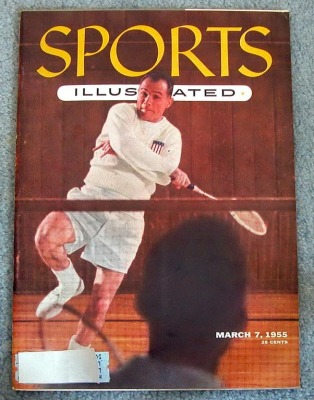 SPORTS
ILLUSTRATED
MARCH 7, 1955
25 CENTS